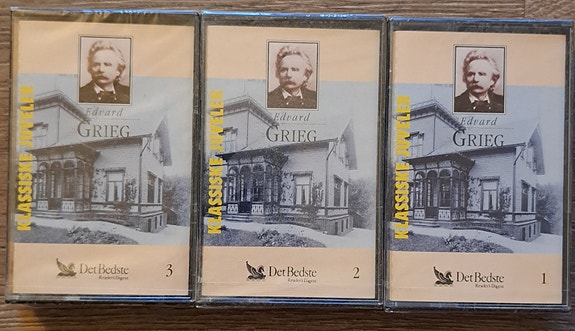 KLASSISKE JUVELER
Edvard
GRIEG
Det Bedste
Reader's Digest
3
KLASSISKE JUVELER
Edvard
GRIEG
Det Bedste
Reader's Digest
2
KLASSISKE JUVELER
Edvard
GRIEG
Det Bedste
Reader's Digest
1